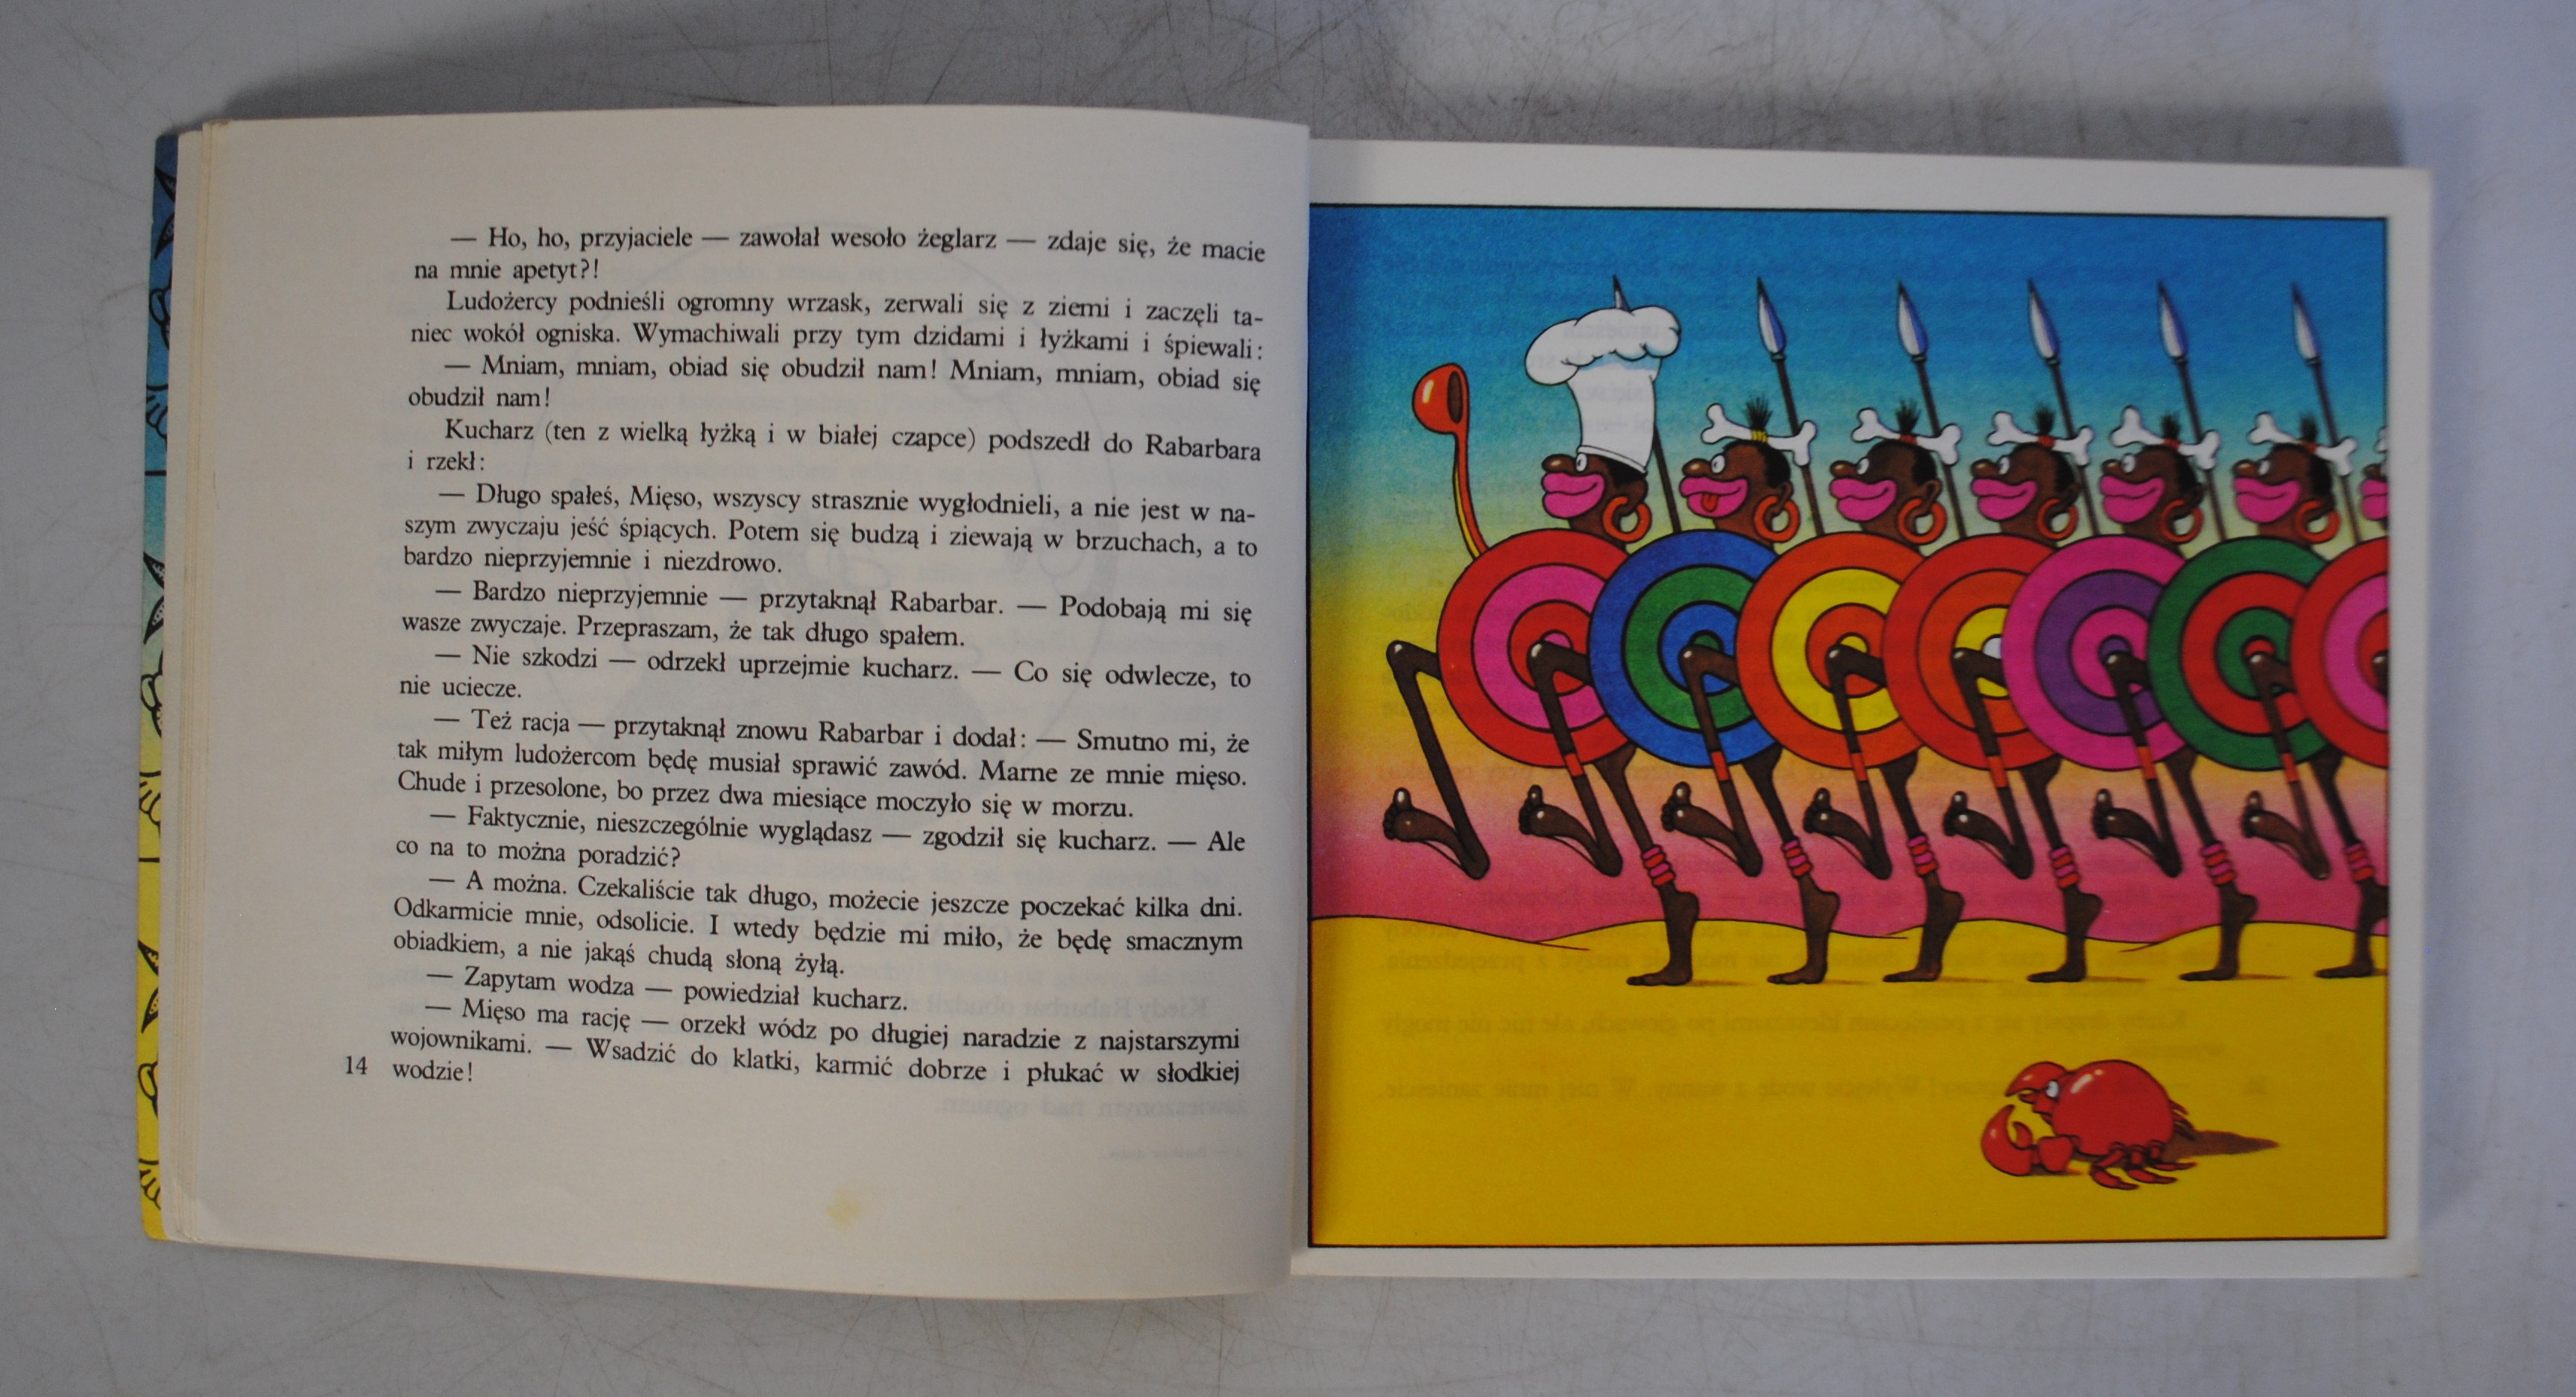 — Ho, ho, przyjaciele — zawołał wesoło żeglarz — zdaje się, że macie
na mnie apetyt?!
Ludożercy podnieśli ogromny wrzask, zerwali się z ziemi i zaczęli ta-
niec wokół ogniska. Wymachiwali przy tym dzidami i łyżkami i śpiewali:
— Mniam, mniam, obiad się obudził nam! Mniam, mniam, obiad się
obudził nam!
Kucharz (ten z wielką łyżką i w białej czapce) podszedł do Rabarbara
i rzekł:
— Długo spałeś, Mięso, wszyscy strasznie wygłodnieli, a nie jest w na-
szym zwyczaju jeść śpiących. Potem się budzą i ziewają w brzuchach, a to
bardzo nieprzyjemnie i niezdrowo.
— Bardzo nieprzyjemnie — przytaknął Rabarbar. — Podobają mi się
wasze zwyczaje. Przepraszam, że tak długo spałem.
— Nie szkodzi — odrzekł uprzejmie kucharz. — Co się odwlecze, to
nie uciecze.
— Też racja — przytaknął znowu Rabarbar i dodał: — Smutno mi, że
tak miłym ludożercom będę musiał sprawić zawód. Marne ze mnie mięso.
Chude i przesolone, bo przez dwa miesiące moczyło się w morzu.
— Faktycznie, nieszczególnie wyglądasz — zgodził się kucharz. — Ale
co na to można poradzić?
— A można. Czekaliście tak długo, możecie jeszcze poczekać kilka dni.
Odkarmicie mnie, odsolicie. I wtedy będzie mi miło, że będę smacznym
obiadkiem, a nie jakąś chudą słoną żyłą.
— Zapytam wodza — powiedział kucharz.
— Mięso ma rację — orzekł wódz po długiej naradzie z najstarszymi
wojownikami. — Wsadzić do klatki, karmić dobrze i płukać w słodkiej
14 wodzie!